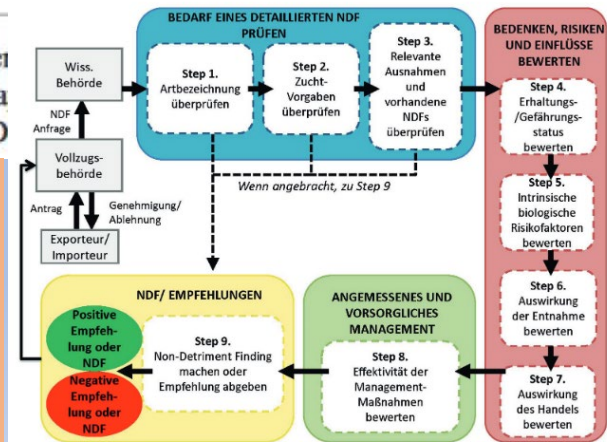 BEDARF EINES DETAILLIERTEN NDF
PRÜFEN
BEDENKEN, RISIKEN
UND EINFLÜSSE
BEWERTEN
Wiss.
Behörde
Step 1.
Artbezeichnung
überprüfen
Step 2.
Zucht-
Vorgaben
überprüfen
Step 3.
Relevante
Ausnahmen
und
vorhandene
NDFs
überprüfen
Step 4.
Erhaltungs-
/Gefährungs-
status
bewerten
NDF
Anfrage
Vollzugs-
behörde
Wenn angebracht, zu Step 9
Antrag
Genehmigung/
Ablehnung
Exporteur/
Importeur
Step 5.
Intrinsische
biologische
Risikofaktoren
bewerten
NDF/ EMPFEHLUNGEN
ANGEMESSENES UND
VORSORGLICHES
MANAGEMENT
Step 6.
Auswirkung
der Entnahme
bewerten
Positive
Empfeh-
lung oder
NDF
Negative
Empfeh-
lung oder
NDF
Step 9.
Non-Detriment Finding
machen oder
Empfehlung abgeben
Step 8.
Effektivität der
Management-
Maßnahmen
bewerten
Step 7.
Auswirkung
des Handels
bewerten